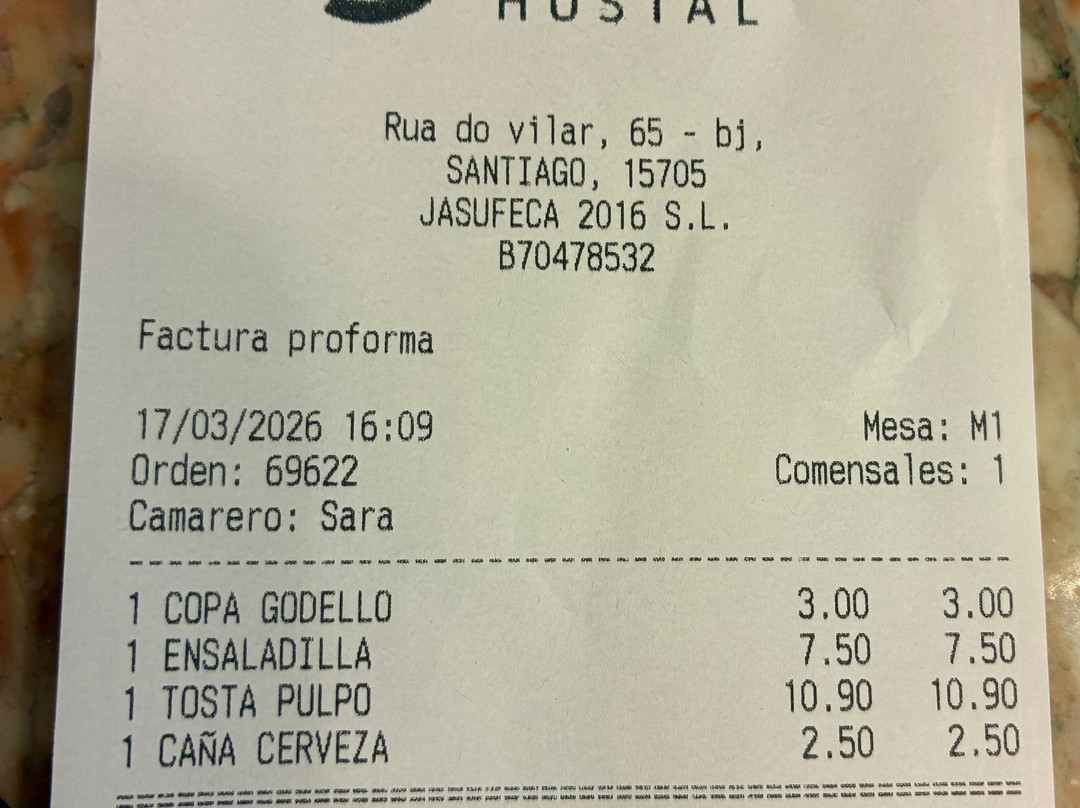 HOSTAL
Rua do vilar, 65 - bj,
SANTIAGO, 15705
JASUFECA 2016 S.L.
B70478532
Factura proforma
17/03/2026 16:09 Mesa: M1
Orden: 69622 Comensales: 1
Camarero: Sara
1 COPA GODELLO 3.00 3.00
1 ENSALADILLA 7.50 7.50
1 TOSTA PULPO 10.90 10.90
1 CAÑA CERVEZA 2.50 2.50